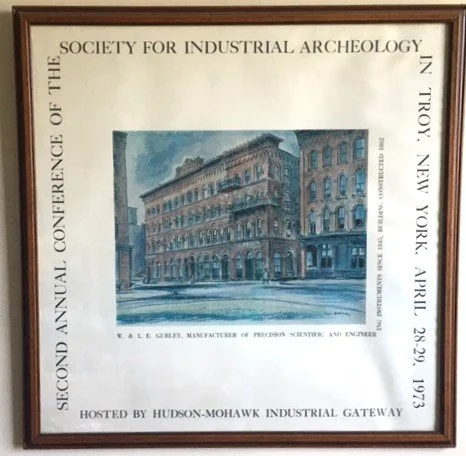 SECOND ANNUAL CONFERENCE OF THE
SOCIETY FOR INDUSTRIAL ARCHEOLOGY
IN TROY, NEW YORK, APRIL 28-29, 1973
W. & L. E. GURLEY, MANUFACTURER OF PRECISION SCIENTIFIC AND ENGINEER
ING INSTRUMENTS SINCE 1845, BUILDING CONSTRUCTED 1862
HOSTED BY HUDSON-MOHAWK INDUSTRIAL GATEWAY